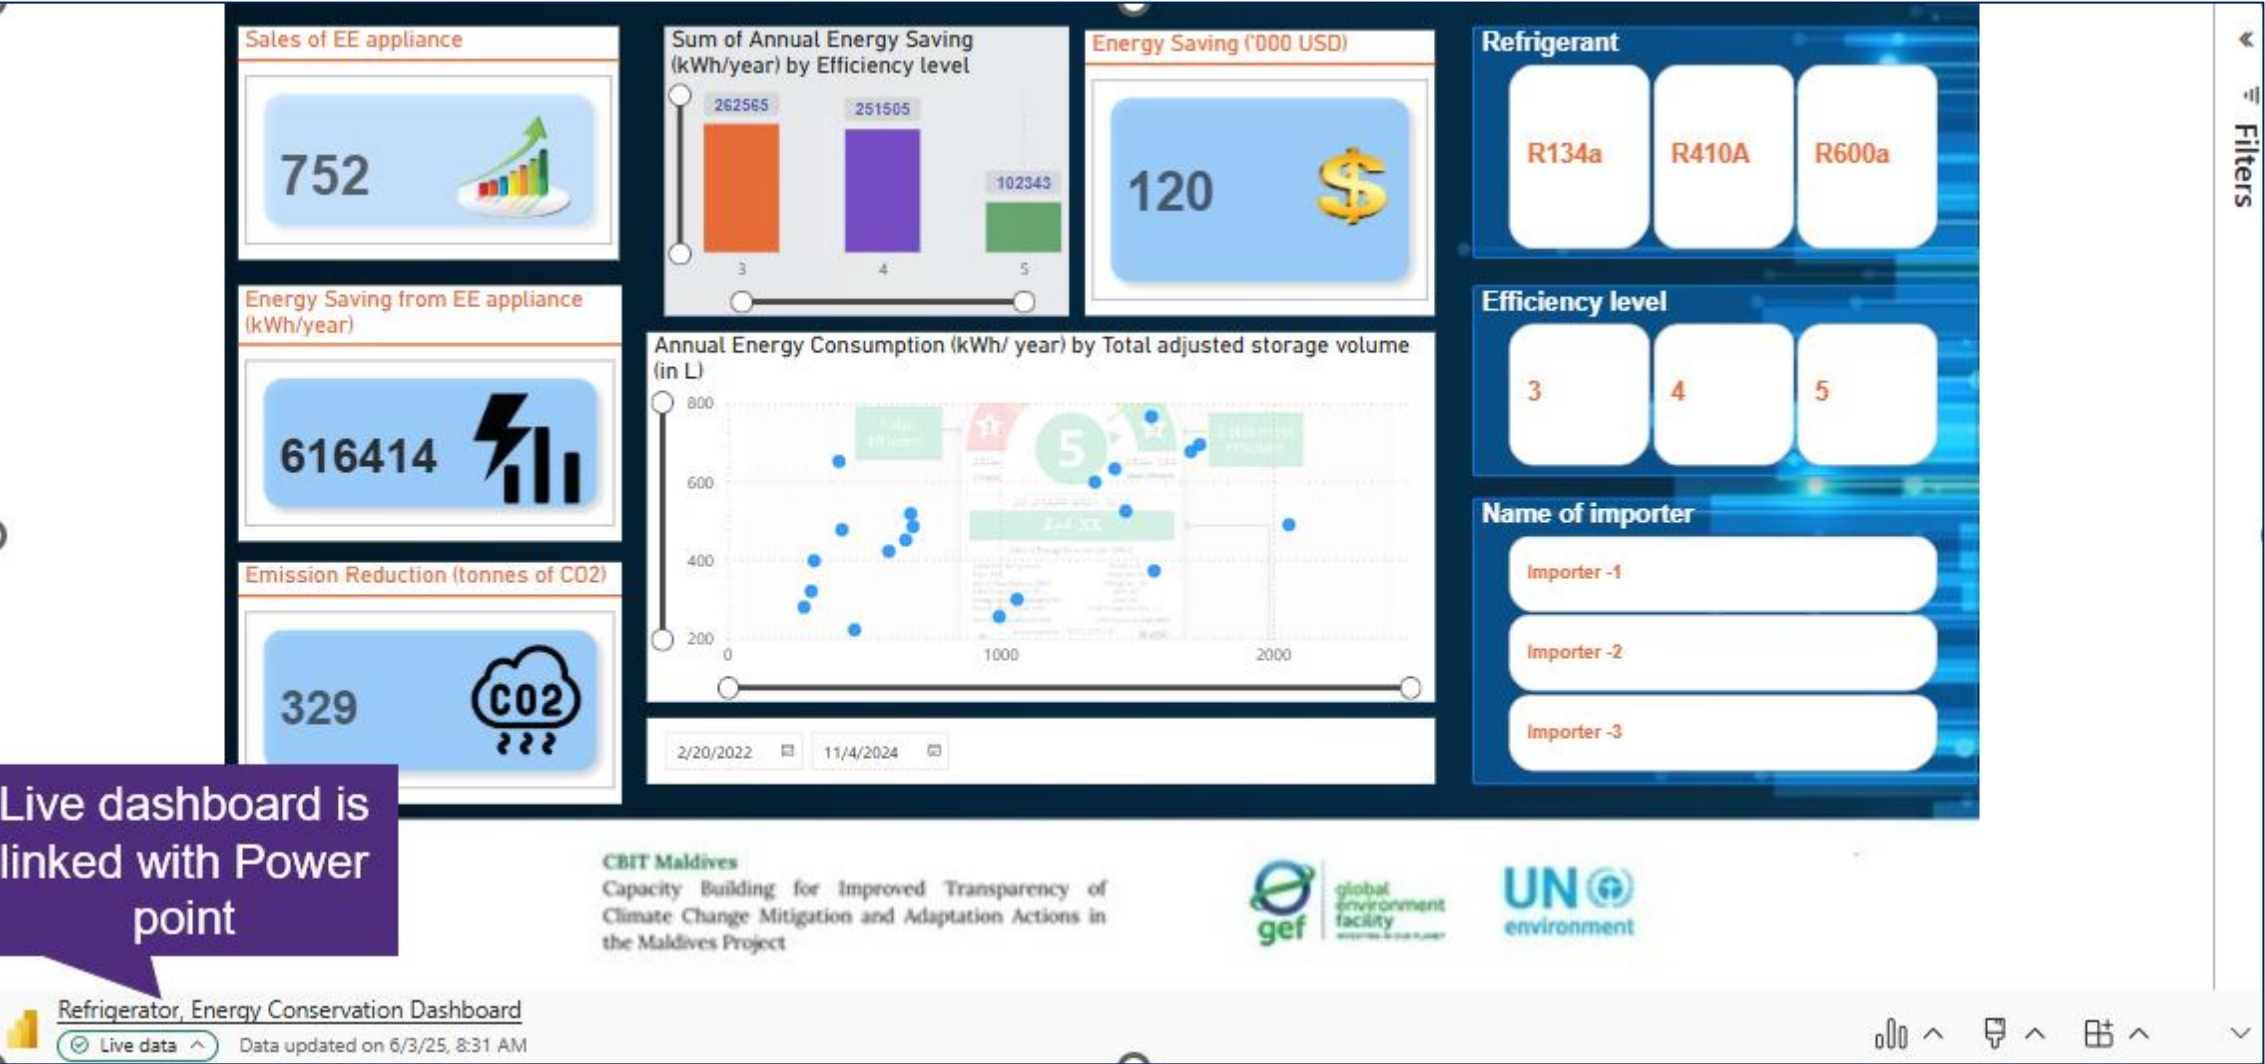 Sales of EE appliance
752
Energy Saving from EE appliance
(kWh/year)
616414
Emission Reduction (tonnes of CO2)
329
CO2
Sum of Annual Energy Saving
(kWh/year) by Efficiency level
262565
251505
102343
3
4
5
Energy Saving ('000 USD)
120
$
Annual Energy Consumption (kWh/ year) by Total adjusted storage volume
(in L)
800
600
400
200
0
1000
2000
5
2/20/2022
11/4/2024
Refrigerant
R134a
R410A
R600a
Efficiency level
3
4
5
Name of importer
Importer -1
Importer -2
Importer -3
Filters
Live dashboard is
linked with Power
point
CBIT Maldives
Capacity Building for Improved Transparency of
Climate Change Mitigation and Adaptation Actions in
the Maldives Project
gef
global
environment
facility
INVESTING IN OUR PLANET
UN
environment
Refrigerator, Energy Conservation Dashboard
Live data
Data updated on 6/3/25, 8:31 AM